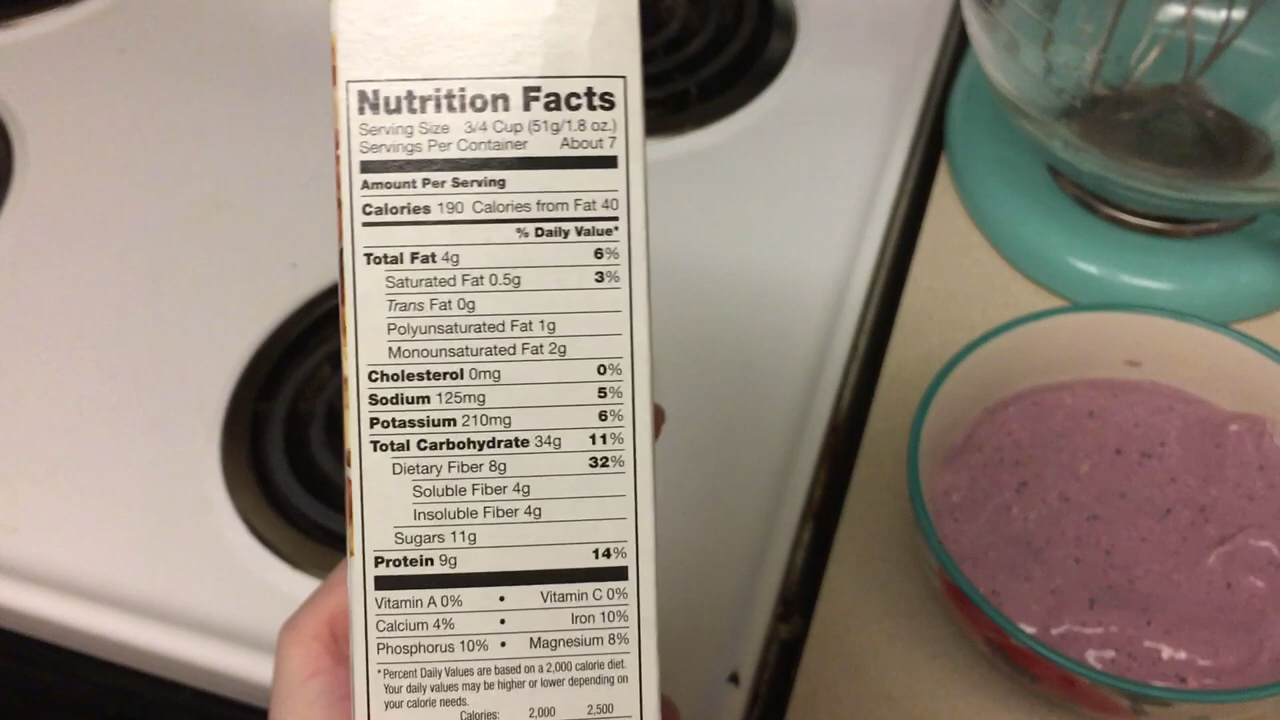 Nutrition Facts
Serving Size 3/4 Cup (51g/1.8 oz.)
Servings Per Container About 7
Amount Per Serving
Calories 190 Calories from Fat 40
% Daily Value*
Total Fat 4g 6%
Saturated Fat 0.5g 3%
Trans Fat 0g
Polyunsaturated Fat 1g
Monounsaturated Fat 2g
Cholesterol 0mg 0%
Sodium 125mg 5%
Potassium 210mg 6%
Total Carbohydrate 34g 11%
Dietary Fiber 8g 32%
Soluble Fiber 4g
Insoluble Fiber 4g
Sugars 11g
Protein 9g 14%
Vitamin A 0% • Vitamin C 0%
Calcium 4% • Iron 10%
Phosphorus 10% • Magnesium 8%
*Percent Daily Values are based on a 2,000 calorie diet.
Your daily values may be higher or lower depending on
your calorie needs.
Calories: 2,000 2,500